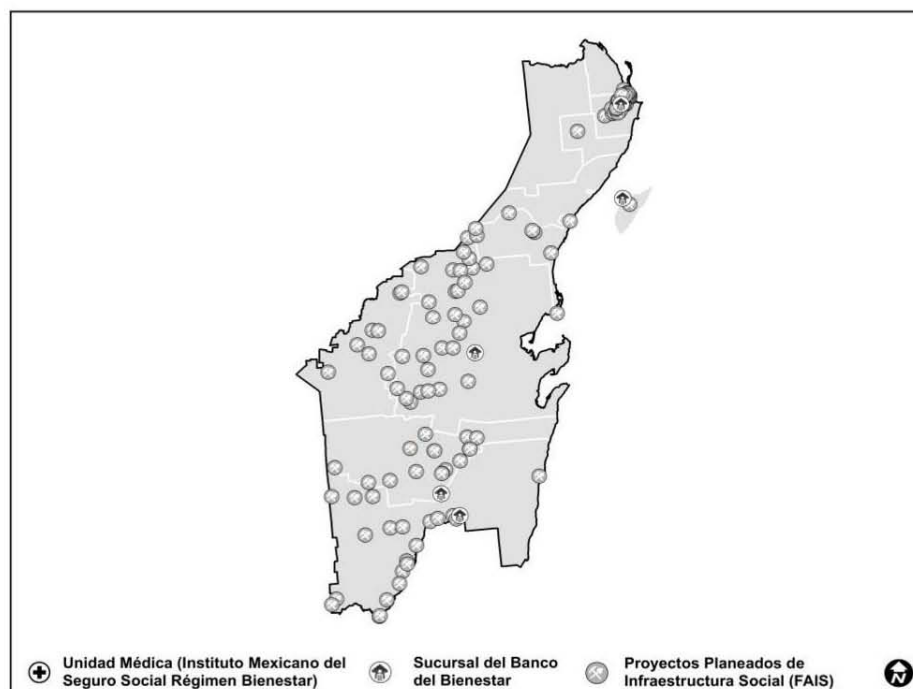 Unidad Médica (Instituto Mexicano del
Seguro Social Régimen Bienestar)
Sucursal del Banco
del Bienestar
Proyectos Planeados de
Infraestructura Social (FAIS)
N